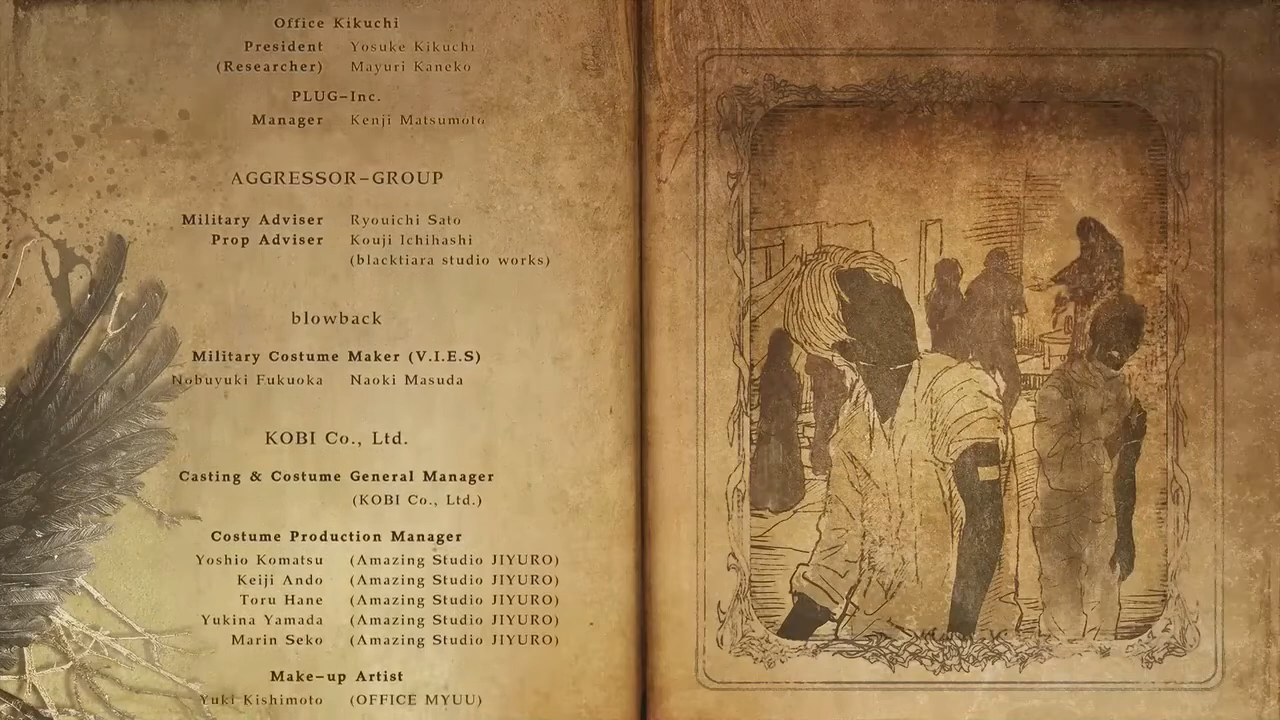 Office Kikuchi
President Yosuke Kikuchi
(Researcher) Mayuri Kaneko
PLUG-Inc.
Manager Kenji Matsumoto
AGGRESSOR-GROUP
Military Adviser Ryouichi Sato
Prop Adviser Kouji Ichihashi
(blacktiara studio works)
blowback
Military Costume Maker (V.I.E.S)
Nobuyuki Fukuoka Naoki Masuda
KOBI Co., Ltd.
Casting & Costume General Manager
(KOBI Co., Ltd.)
Costume Production Manager
Yoshio Komatsu (Amazing Studio JIYURO)
Keiji Ando (Amazing Studio JIYURO)
Toru Hane (Amazing Studio JIYURO)
Yukina Yamada (Amazing Studio JIYURO)
Marin Seko (Amazing Studio JIYURO)
Make-up Artist
Yuki Kishimoto (OFFICE MYUU)